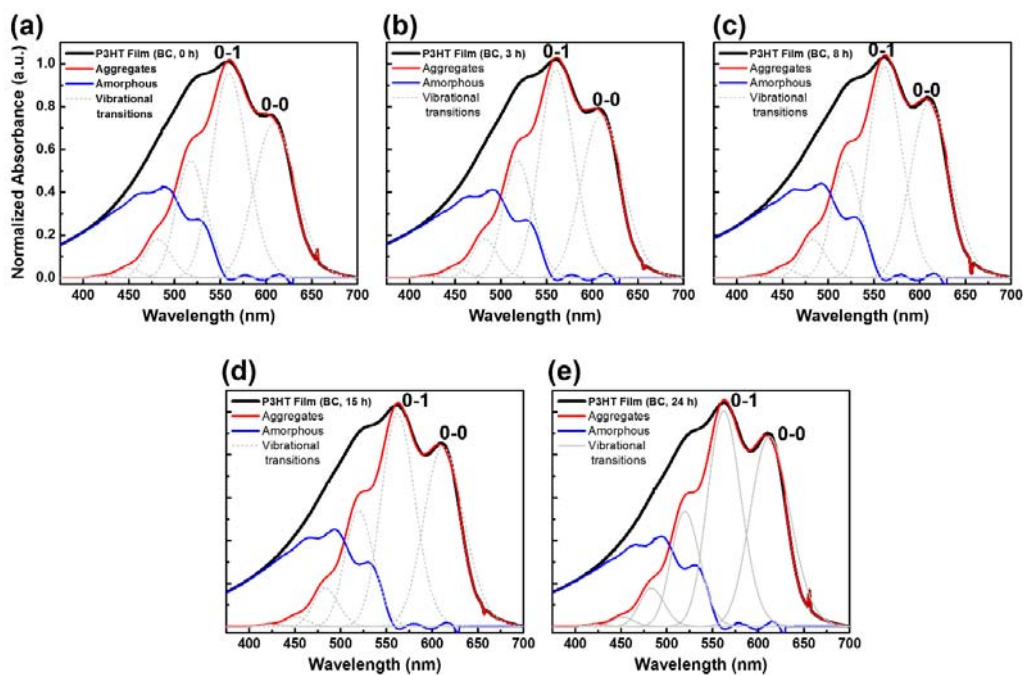 (a)
P3HT Film (BC, 0 h)
Aggregates
Amorphous
Vibrational
transitions
0-1
0-0
Normalized Absorbance (a.u.)
1.0
0.8
0.6
0.4
0.2
0.0
400 450 500 550 600 650 700
Wavelength (nm)
(b)
P3HT Film (BC, 3 h)
Aggregates
Amorphous
Vibrational
transitions
0-1
0-0
400 450 500 550 600 650 700
Wavelength (nm)
(c)
P3HT Film (BC, 8 h)
Aggregates
Amorphous
Vibrational
transitions
0-1
0-0
400 450 500 550 600 650 700
Wavelength (nm)
(d)
P3HT Film (BC, 15 h)
Aggregates
Amorphous
Vibrational
transitions
0-1
0-0
400 450 500 550 600 650 700
Wavelength (nm)
(e)
P3HT Film (BC, 24 h)
Aggregates
Amorphous
Vibrational
transitions
0-1
0-0
400 450 500 550 600 650 700
Wavelength (nm)